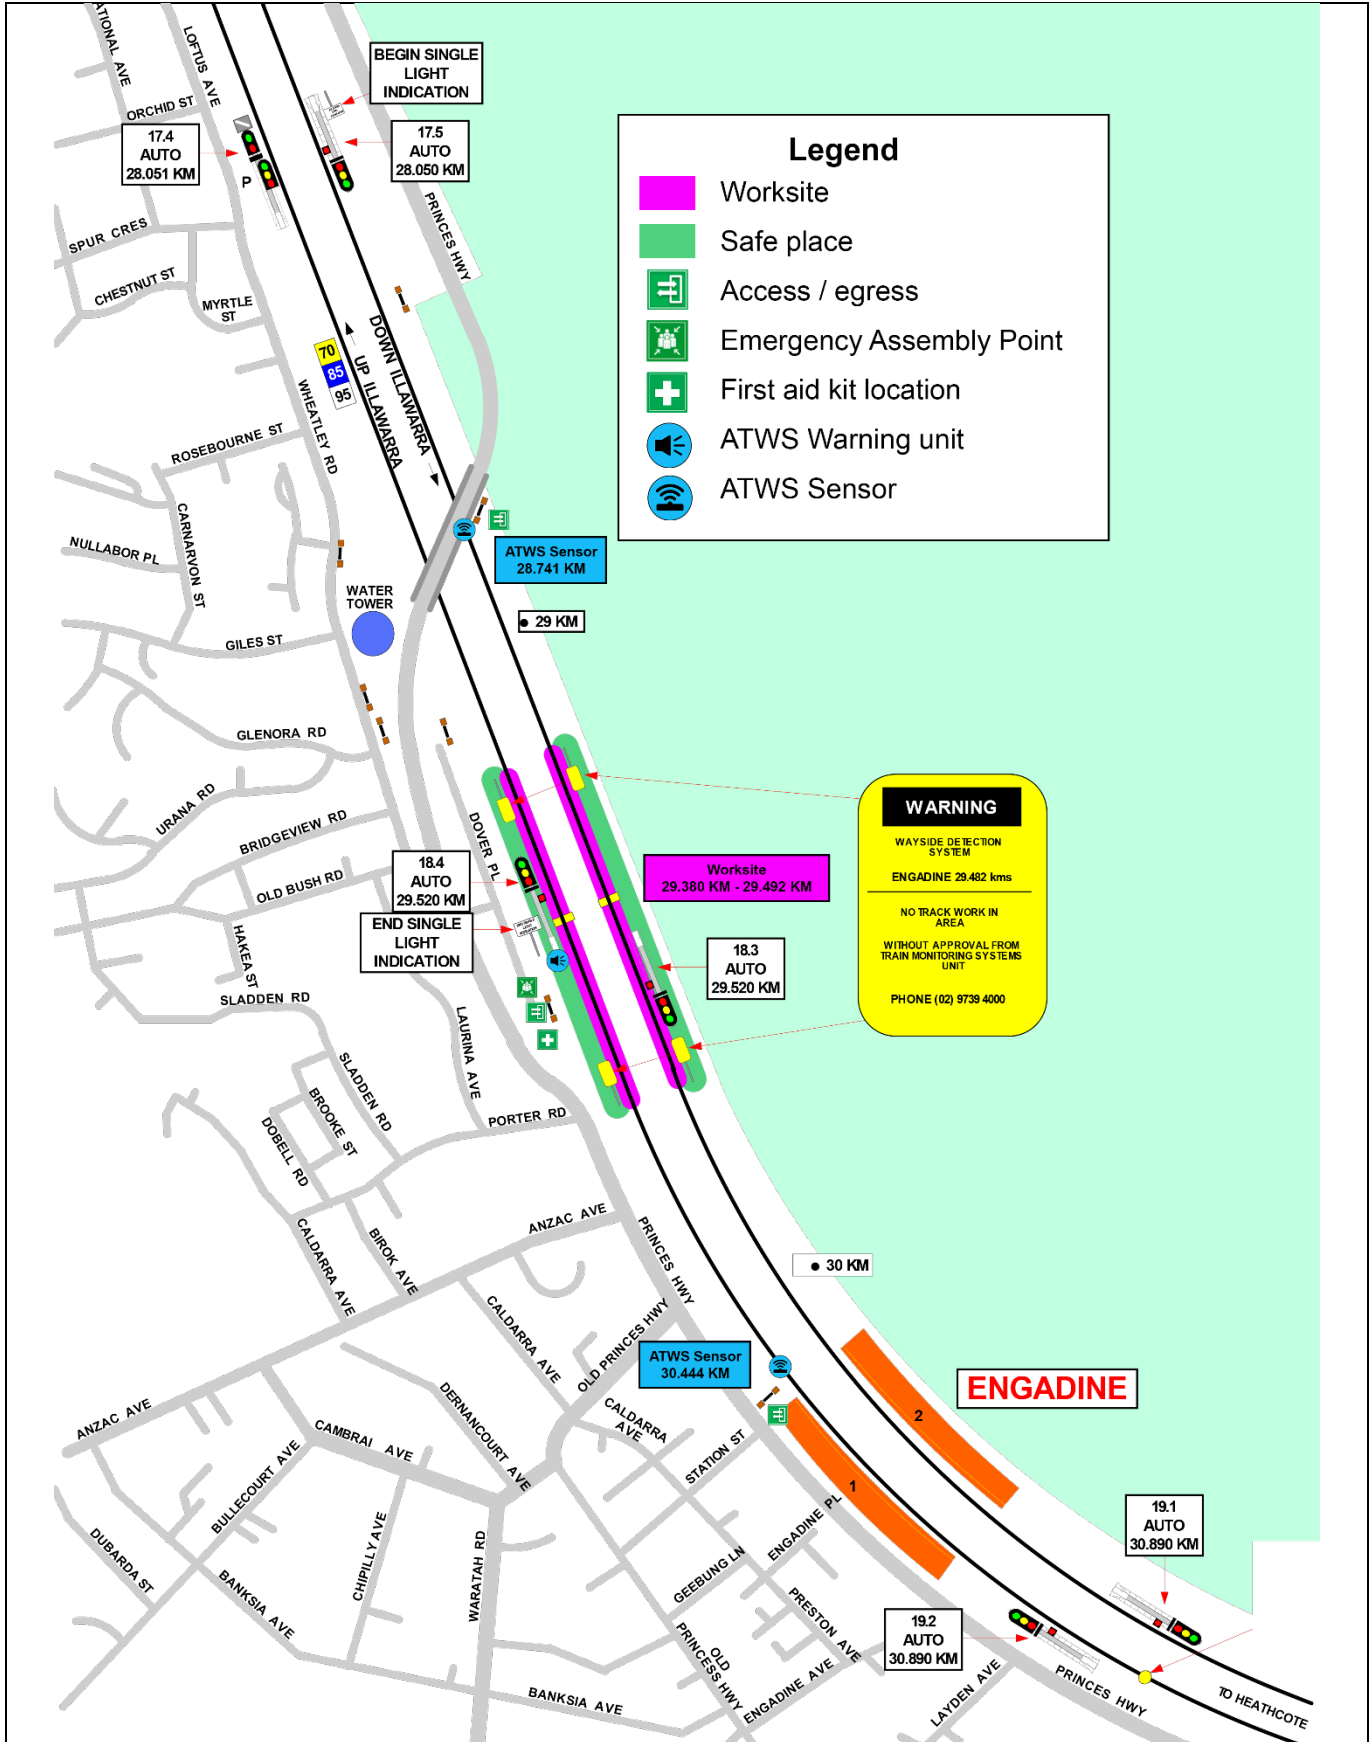 ATIONAL AVE
LOFTUS AVE
ORCHID ST
BEGIN SINGLE
LIGHT
INDICATION
17.4
AUTO
28.051 KM
P
17.5
AUTO
28.050 KM
PRINCES HWY
SPUR CRES
CHESTNUT ST
MYRTLE
ST
70
85
95
UP ILLAWARRA
DOWN ILLAWARRA
WHEATLEY RD
ROSEBOURNE ST
CARNARVON ST
NULLABOR PL
Legend
Worksite
Safe place
Access / egress
Emergency Assembly Point
First aid kit location
ATWS Warning unit
ATWS Sensor
ATWS Sensor
28.741 KM
WATER
TOWER
29 KM
GILES ST
GLENORA RD
URANA RD
BRIDGEVIEW RD
OLD BUSH RD
DOVER PL
18.4
AUTO
29.520 KM
END SINGLE
LIGHT
INDICATION
Worksite
29.380 KM - 29.492 KM
18.3
AUTO
29.520 KM
WARNING
WAYSIDE DETECTION
SYSTEM
ENGADINE 29.482 kms
NO TRACK WORK IN
AREA
WITHOUT APPROVAL FROM
TRAIN MONITORING SYSTEMS
UNIT
PHONE (02) 9739 4000
HAKEA ST
SLADDEN RD
LAURINA AVE
SLADDEN RD
BROOKE ST
DOBELL RD
PORTER RD
CALDARRA AVE
BIROK AVE
ANZAC AVE
PRINCES HWY
30 KM
CALDARRA AVE
OLD PRINCES HWY
ATWS Sensor
30.444 KM
ENGADINE
2
1
ANZAC AVE
DERNANCOURT AVE
CAMBRAI AVE
CALDARRA
AVE
STATION ST
BULLECOURT AVE
DUBARDA ST
BANKSIA AVE
CHIPILLY AVE
WARATAH RD
ENGADINE PL
GEEBUNG LN
PRESTON AVE
19.1
AUTO
30.890 KM
19.2
AUTO
30.890 KM
OLD
PRINCESS HWY
ENGADINE AVE
BANKSIA AVE
LAYDEN AVE
PRINCES HWY
TO HEATHCOTE